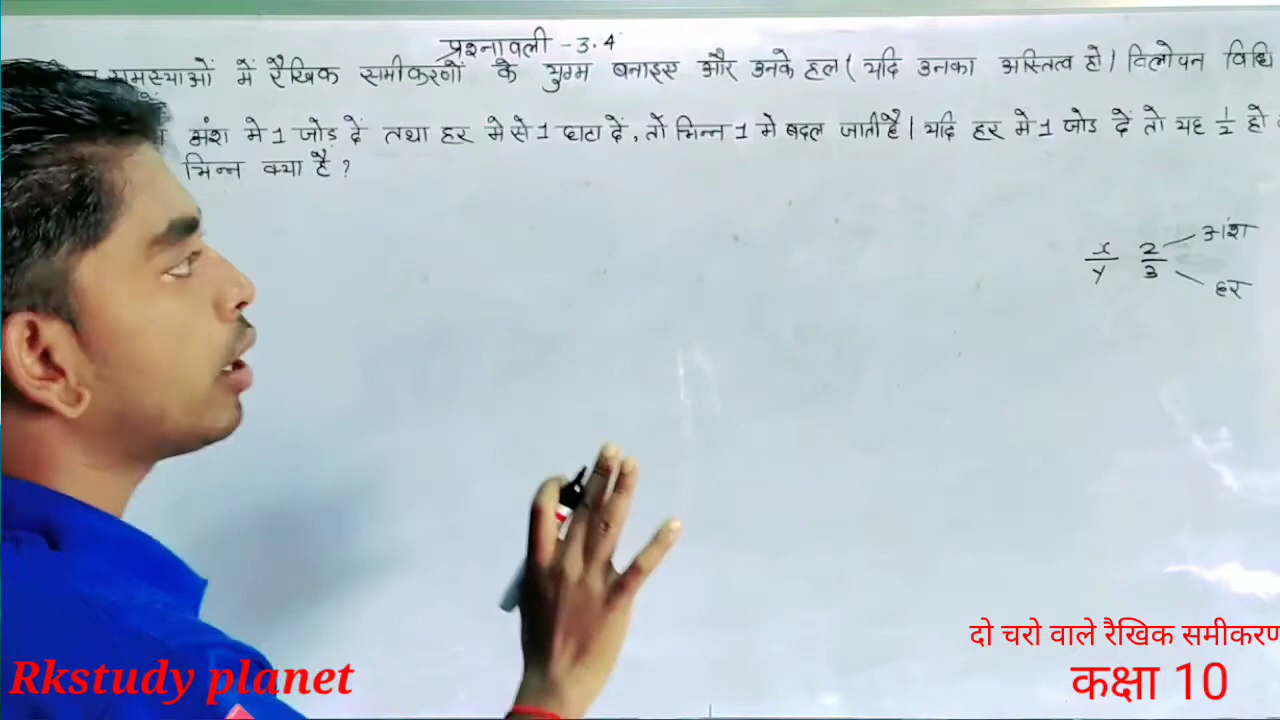 प्रश्नावली - 3.4
समस्याओं में रैखिक समीकरणों के युग्म बनाइए और उनके हल ( यदि उनका अस्तित्व हो ) विलोपन विधि
अंश मे 1 जोड़ दें तथा हर मे से 1 घटा दें, तो भिन्न 1 मे बदल जाती है । यदि हर मे 1 जोड दें तो यह 1/2 हो
भिन्न क्या है ?
x/y 2/3 अंश
हर
दो चरो वाले रैखिक समीकरण
Rkstudy planet
कक्षा 10